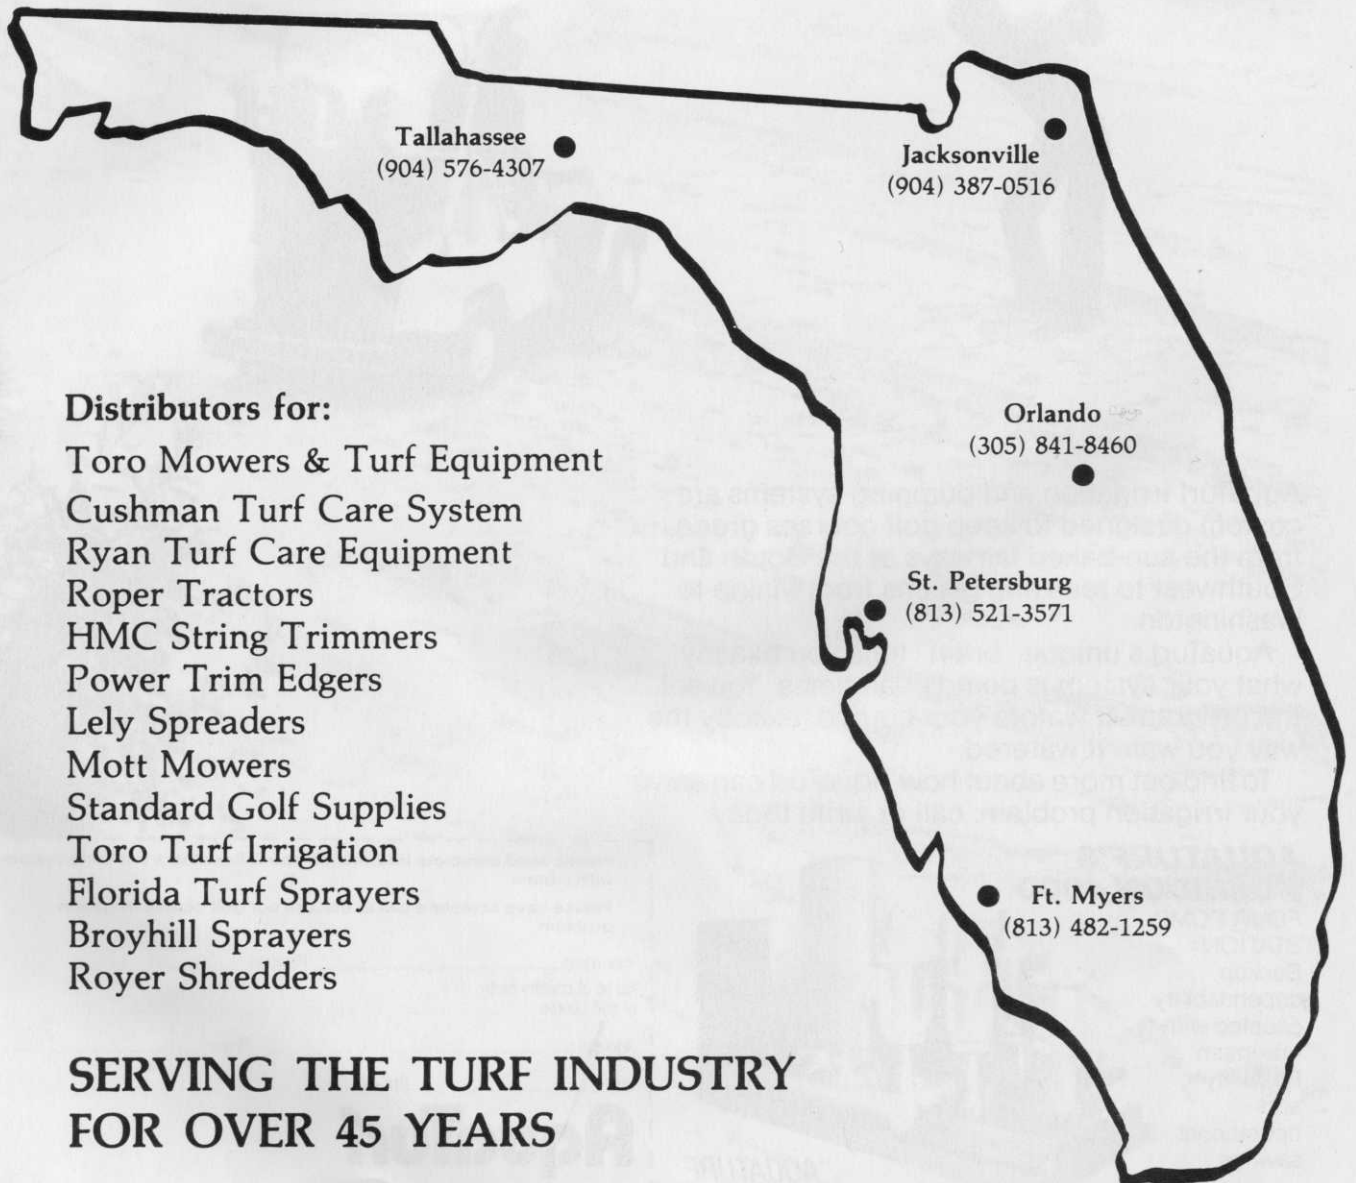 Tallahassee
(904) 576-4307
Jacksonville
(904) 387-0516
Orlando
(305) 841-8460
St. Petersburg
(813) 521-3571
Ft. Myers
(813) 482-1259
Distributors for:
Toro Mowers & Turf Equipment
Cushman Turf Care System
Ryan Turf Care Equipment
Roper Tractors
HMC String Trimmers
Power Trim Edgers
Lely Spreaders
Mott Mowers
Standard Golf Supplies
Toro Turf Irrigation
Florida Turf Sprayers
Broyhill Sprayers
Royer Shredders
SERVING THE TURF INDUSTRY
FOR OVER 45 YEARS